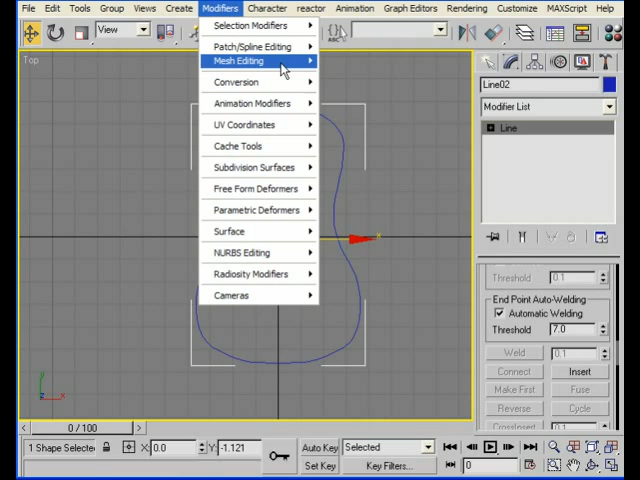 File Edit Tools Group Views Create Modifiers Character reactor Animation Graph Editors Rendering Customize MAXScript Help
View
Selection Modifiers
Patch/Spline Editing
Mesh Editing
Conversion
Animation Modifiers
UV Coordinates
Cache Tools
Subdivision Surfaces
Free Form Deformers
Parametric Deformers
Surface
NURBS Editing
Radiosity Modifiers
Cameras
Top
x
y
x
Line02
Modifier List
Line
Threshold 0.1
End Point Auto-Welding
Automatic Welding
Threshold 7.0
Weld 0.1
Connect Insert
Make First Fuse
Reverse Cycle
CrossInsert
0 / 100
1 Shape Selected X: 0.0 Y: -1.121 Auto Key Selected
Set Key Key Filters... 0